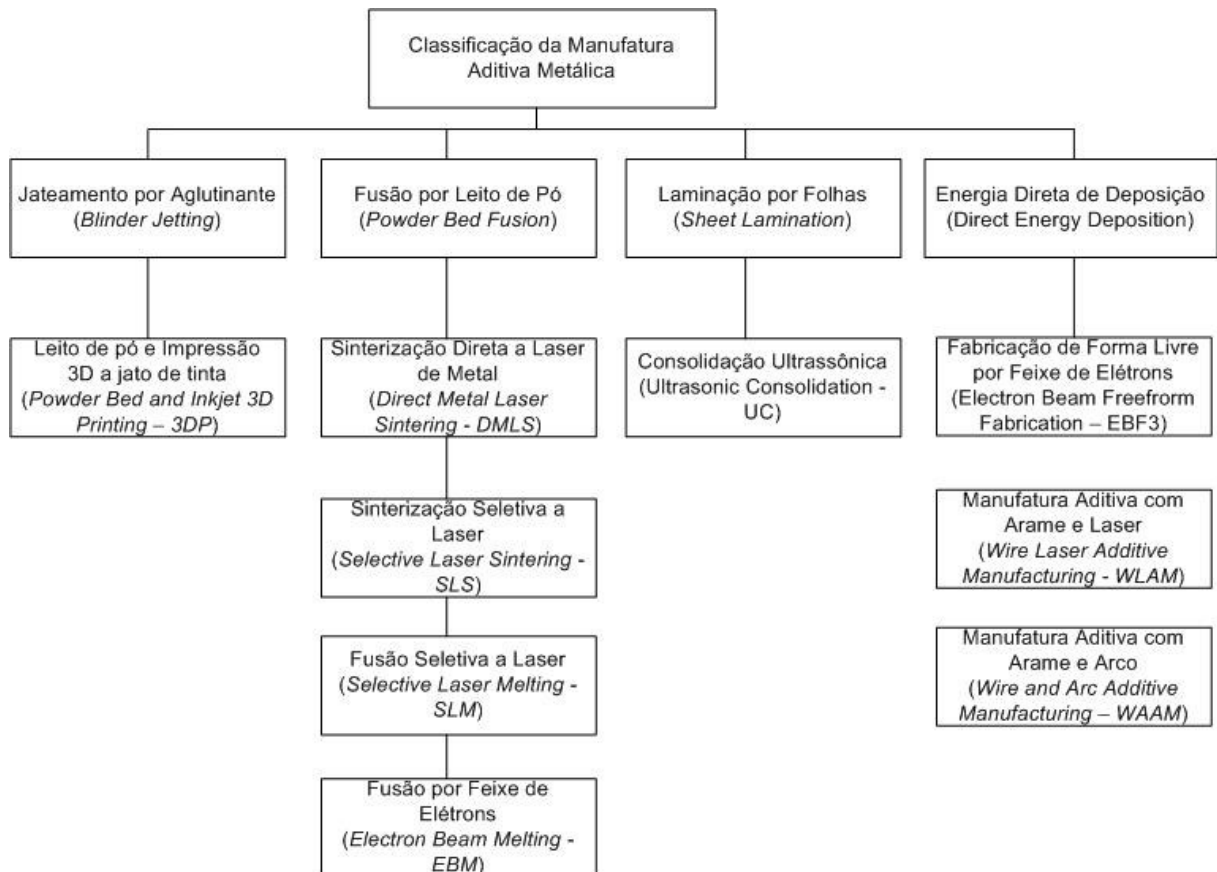 Classificação da Manufatura
Aditiva Metálica
Jateamento por Aglutinante
(Blinder Jetting)
Fusão por Leito de Pó
(Powder Bed Fusion)
Laminação por Folhas
(Sheet Lamination)
Energia Direta de Deposição
(Direct Energy Deposition)
Leito de pó e Impressão
3D a jato de tinta
(Powder Bed and Inkjet 3D
Printing – 3DP)
Sinterização Direta a Laser
de Metal
(Direct Metal Laser
Sintering - DMLS)
Consolidação Ultrassônica
(Ultrasonic Consolidation -
UC)
Fabricação de Forma Livre
por Feixe de Elétrons
(Electron Beam Freefrorm
Fabrication – EBF3)
Sinterização Seletiva a
Laser
(Selective Laser Sintering -
SLS)
Manufatura Aditiva com
Arame e Laser
(Wire Laser Additive
Manufacturing - WLAM)
Fusão Seletiva a Laser
(Selective Laser Melting -
SLM)
Manufatura Aditiva com
Arame e Arco
(Wire and Arc Additive
Manufacturing – WAAM)
Fusão por Feixe de
Elétrons
(Electron Beam Melting -
EBM)